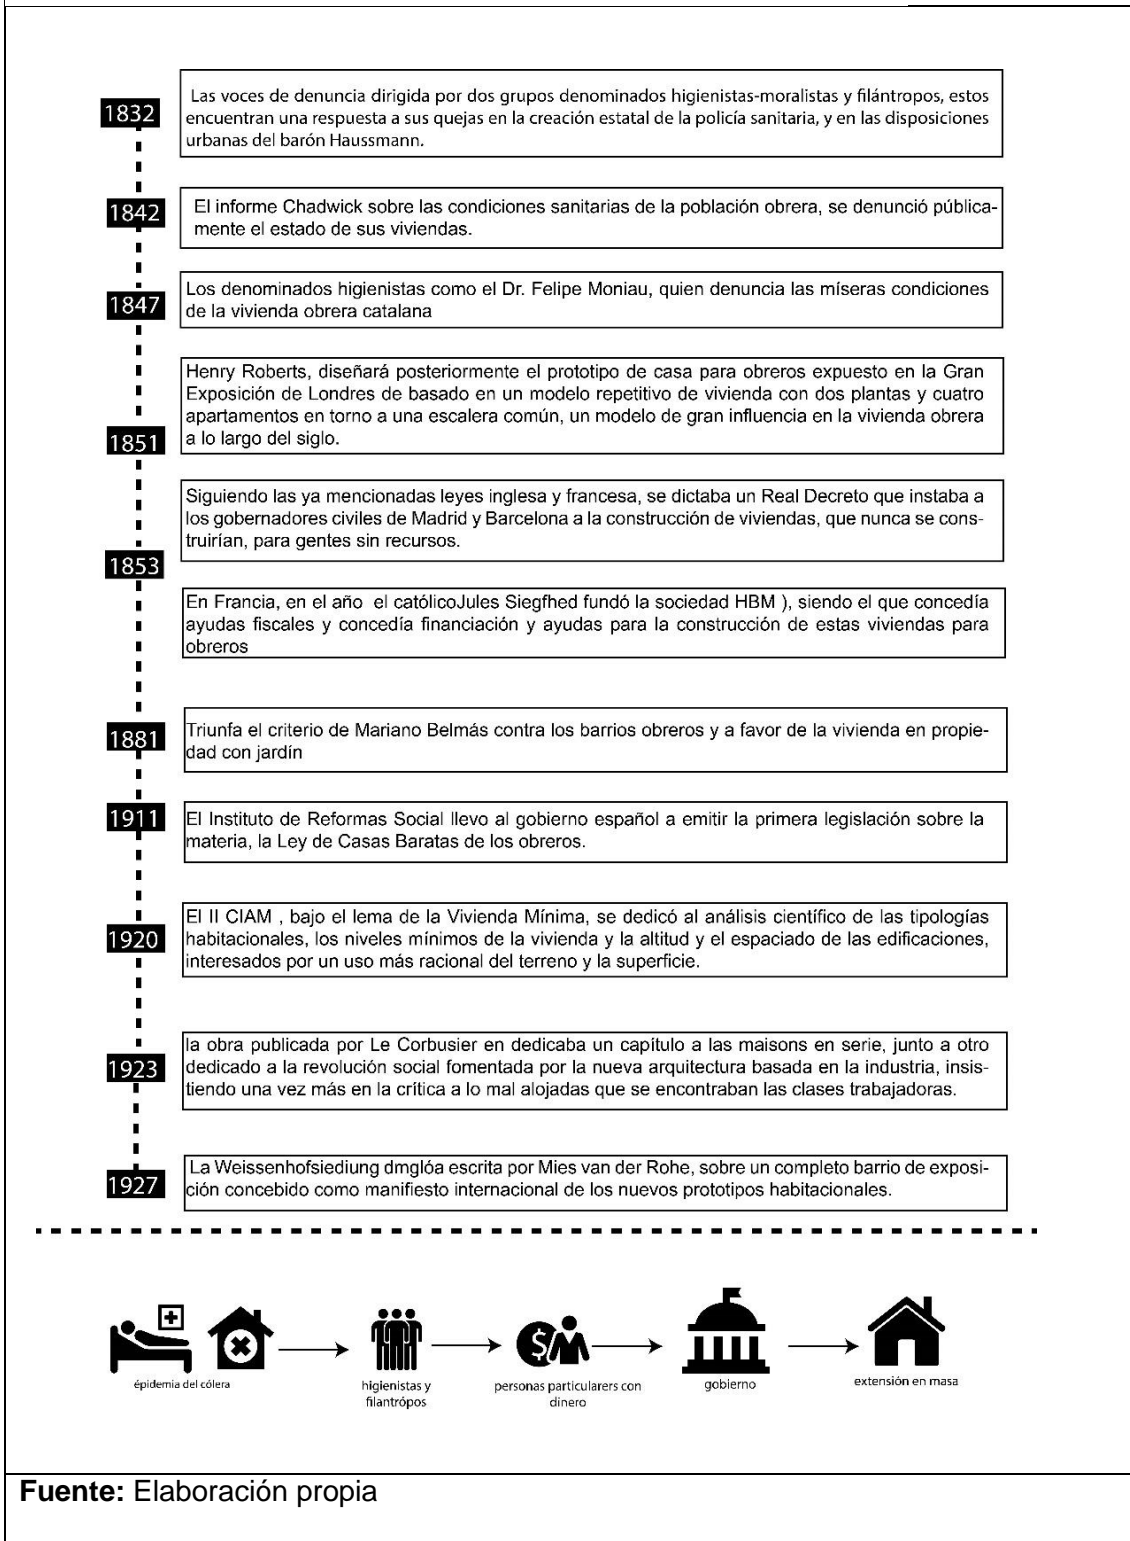 1832
Las voces de denuncia dirigida por dos grupos denominados higienistas-moralistas y filántropos, estos
encuentran una respuesta a sus quejas en la creación estatal de la policía sanitaria, y en las disposiciones
urbanas del barón Haussmann.
1842
El informe Chadwick sobre las condiciones sanitarias de la población obrera, se denunció pública-
mente el estado de sus viviendas.
1847
Los denominados higienistas como el Dr. Felipe Moniau, quien denuncia las míseras condiciones
de la vivienda obrera catalana
1851
Henry Roberts, diseñará posteriormente el prototipo de casa para obreros expuesto en la Gran
Exposición de Londres de basado en un modelo repetitivo de vivienda con dos plantas y cuatro
apartamentos en torno a una escalera común, un modelo de gran influencia en la vivienda obrera
a lo largo del siglo.
1853
Siguiendo las ya mencionadas leyes inglesa y francesa, se dictaba un Real Decreto que instaba a
los gobernadores civiles de Madrid y Barcelona a la construcción de viviendas, que nunca se cons-
truirían, para gentes sin recursos.
En Francia, en el año el católicoJules Siegfhed fundó la sociedad HBM ), siendo el que concedía
ayudas fiscales y concedía financiación y ayudas para la construcción de estas viviendas para
obreros
1881
Triunfa el criterio de Mariano Belmás contra los barrios obreros y a favor de la vivienda en propie-
dad con jardín
1911
El Instituto de Reformas Social llevo al gobierno español a emitir la primera legislación sobre la
materia, la Ley de Casas Baratas de los obreros.
1920
El II CIAM , bajo el lema de la Vivienda Mínima, se dedicó al análisis científico de las tipologías
habitacionales, los niveles mínimos de la vivienda y la altitud y el espaciado de las edificaciones,
interesados por un uso más racional del terreno y la superficie.
1923
la obra publicada por Le Corbusier en dedicaba un capítulo a las maisons en serie, junto a otro
dedicado a la revolución social fomentada por la nueva arquitectura basada en la industria, insis-
tiendo una vez más en la crítica a lo mal alojadas que se encontraban las clases trabajadoras.
1927
La Weissenhofsiediung dmglóa escrita por Mies van der Rohe, sobre un completo barrio de exposi-
ción concebido como manifiesto internacional de los nuevos prototipos habitacionales.
épidemia del cólera
higienistas y
filantrópos
personas particularers con
dinero
gobierno
extensión en masa
Fuente: Elaboración propia